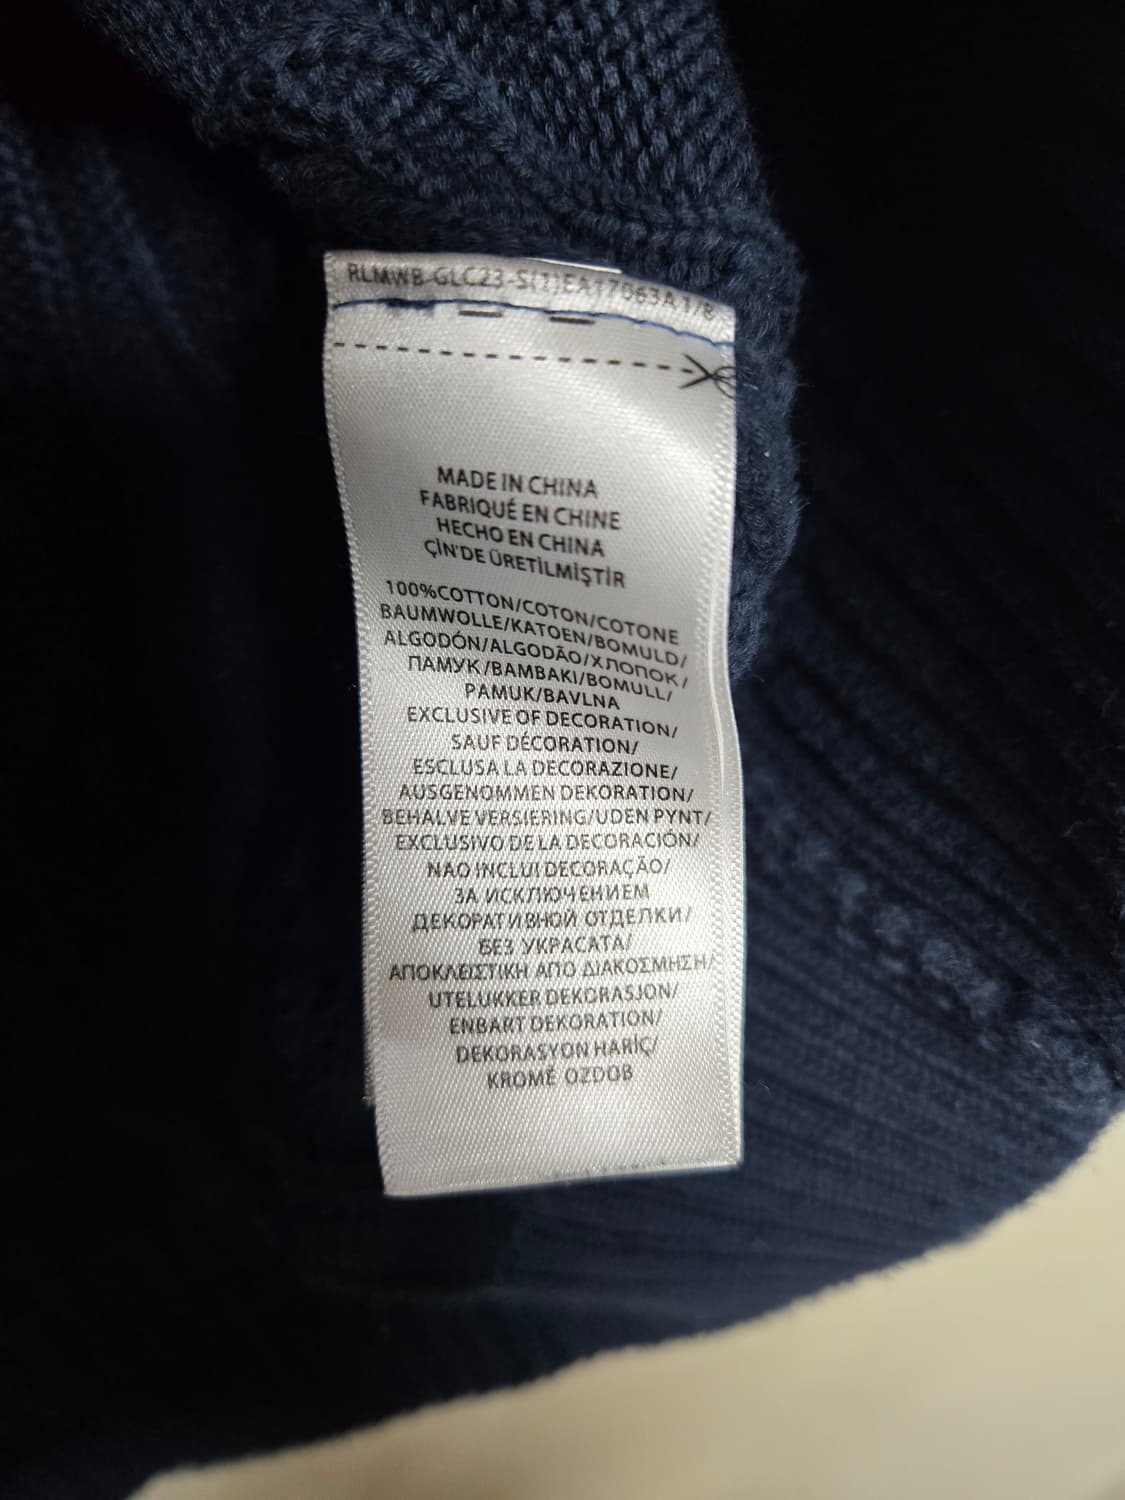 RLMWB-GLC23-S(1)EA17063A 1/8
MADE IN CHINA
FABRIQUÉ EN CHINE
HECHO EN CHINA
ÇİN'DE ÜRETİLMİŞTİR
100%COTTON/COTON/COTONE
BAUMWOLLE/KATOEN/BOMULD/
ALGODÓN/ALGODÃO/ХЛОПОК/
ПАМУК/BAMBAKI/BOMULL/
PAMUK/BAVLNA
EXCLUSIVE OF DECORATION/
SAUF DÉCORATION/
ESCLUSA LA DECORAZIONE/
AUSGENOMMEN DEKORATION/
BEHALVE VERSIERING/UDEN PYNT/
EXCLUSIVO DE LA DECORACIÓN/
NAO INCLUI DECORAÇÃO/
ЗА ИСКЛЮЧЕНИЕМ
ДЕКОРАТИВНОЙ ОТДЕЛКИ/
БЕЗ УКРАСАТА/
ΑΠΟΚΛΕΙΣΤΙΚΗ ΑΠΟ ΔΙΑΚΟΣΜΗΣΗ/
UTELUKKER DEKORASJON/
ENBART DEKORATION/
DEKORASYON HARİÇ/
KROMĚ OZDOB